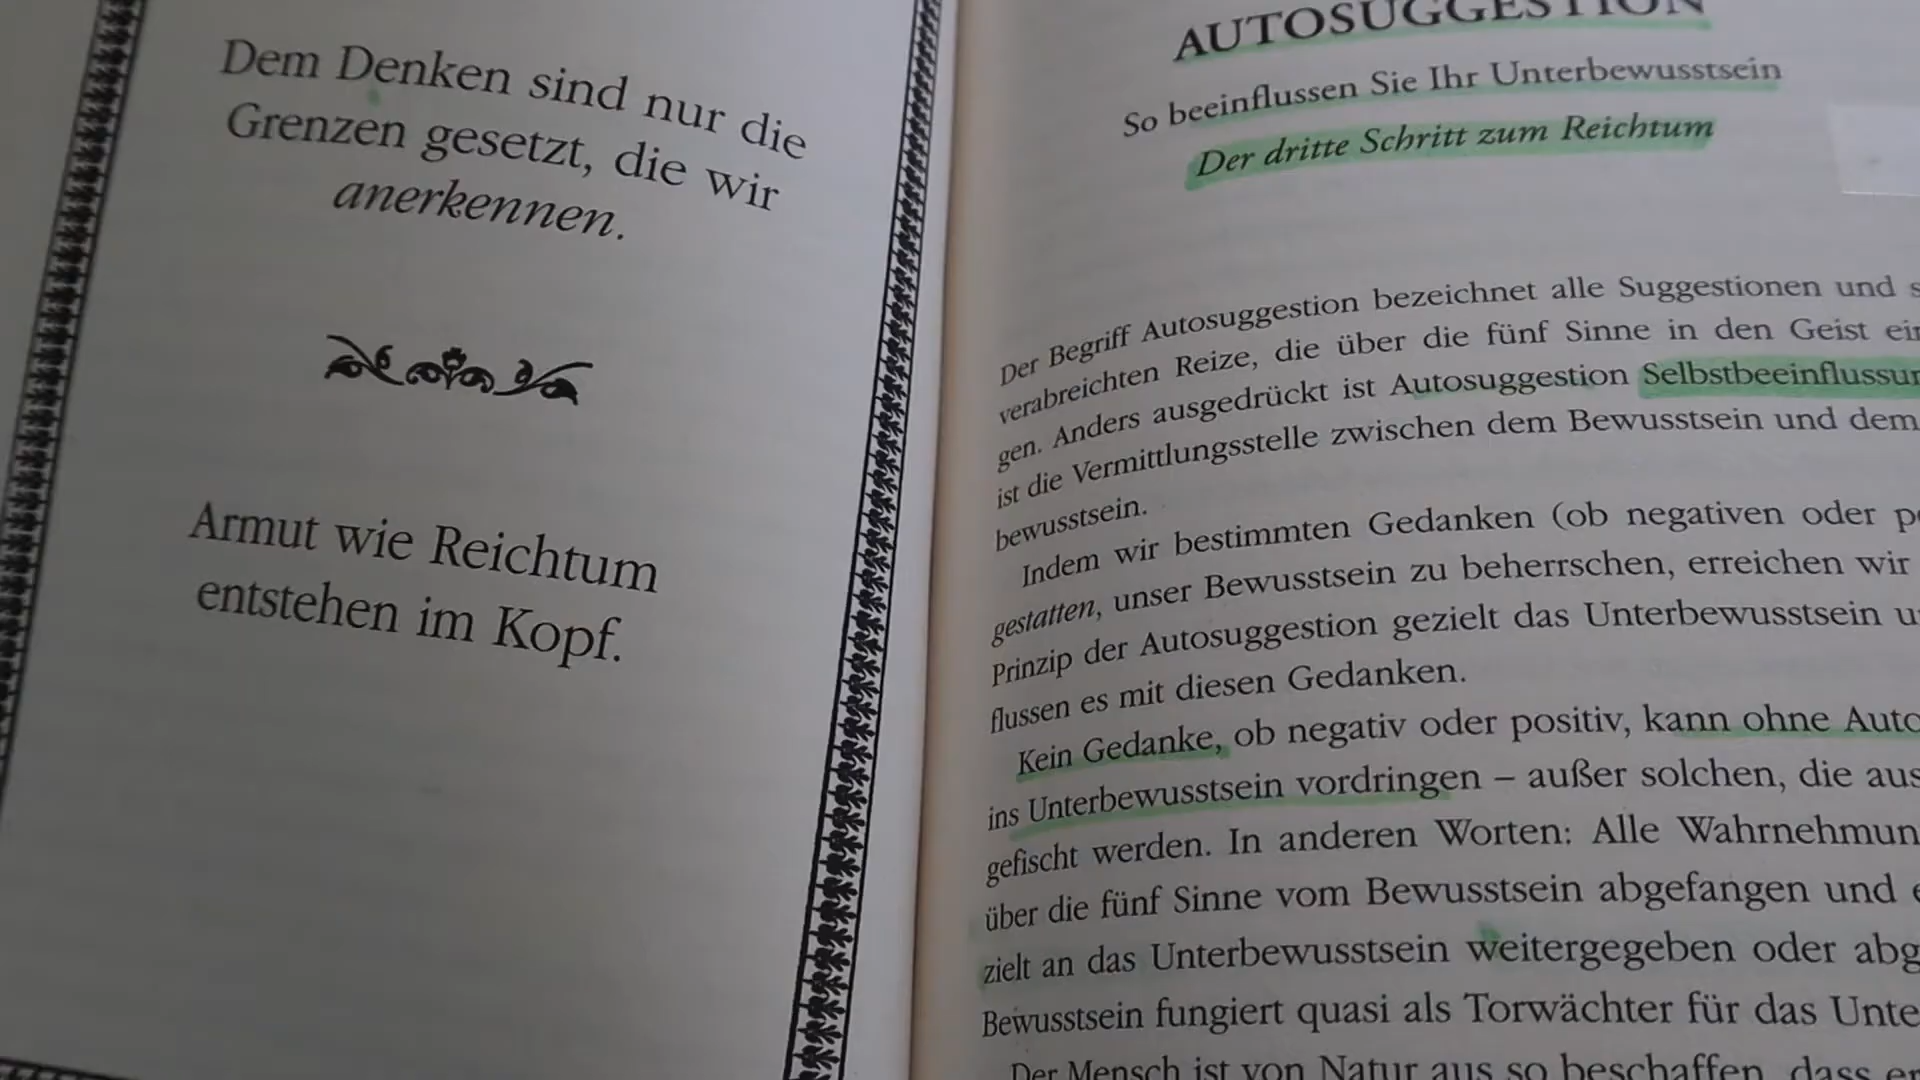 Dem Denken sind nur die
Grenzen gesetzt, die wir
anerkennen.
Armut wie Reichtum
entstehen im Kopf.
AUTOSUGGESTION
So beeinflussen Sie Ihr Unterbewusstsein
Der dritte Schritt zum Reichtum
Der Begriff Autosuggestion bezeichnet alle Suggestionen und
verabreichten Reize, die über die fünf Sinne in den Geist
gen. Anders ausgedrückt ist Autosuggestion
ist die Vermittlungsstelle zwischen dem Bewusstsein und dem
bewusstsein.
Indem wir bestimmten Gedanken (ob negativen oder
gestatten, unser Bewusstsein zu beherrschen, erreichen wir
Prinzip der Autosuggestion gezielt das Unterbewusstsein
flussen es mit diesen Gedanken.
Kein Gedanke, ob negativ oder positiv, kann ohne
ins Unterbewusstsein vordringen – außer solchen, die aus
gefischt werden. In anderen Worten: Alle
über die fünf Sinne vom Bewusstsein abgefangen und
zielt an das Unterbewusstsein weitergegeben oder
Bewusstsein fungiert quasi als Torwächter für das
Der Mensch ist von Natur aus so beschaffen, dass